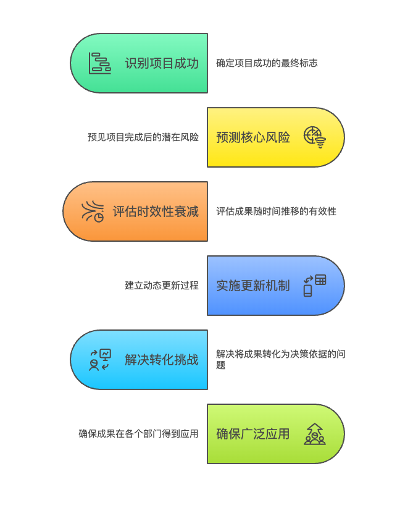 识别项目成功
确定项目成功的最终标志
预见项目完成后的潜在风险
预测核心风险
评估时效性衰减
评估成果随时间推移的有效性
建立动态更新过程
实施更新机制
解决转化挑战
解决将成果转化为决策依据的问
题
确保成果在各个部门得到应用
确保广泛应用